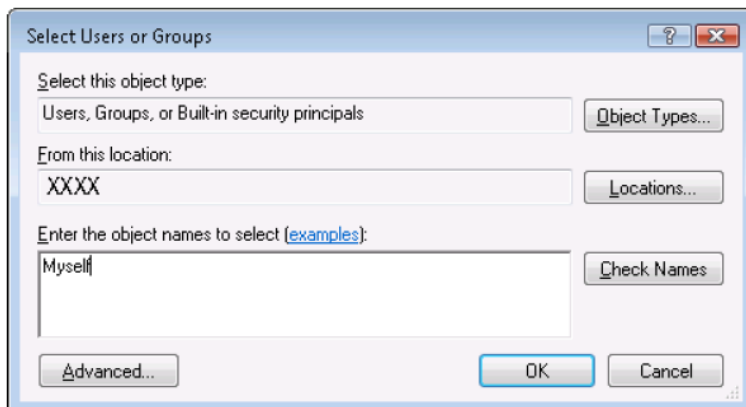 Select Users or Groups
Select this object type:
Users, Groups, or Built-in security principals
Object Types...
From this location:
XXXX
Locations...
Enter the object names to select (examples):
Myself
Check Names
Advanced...
OK
Cancel